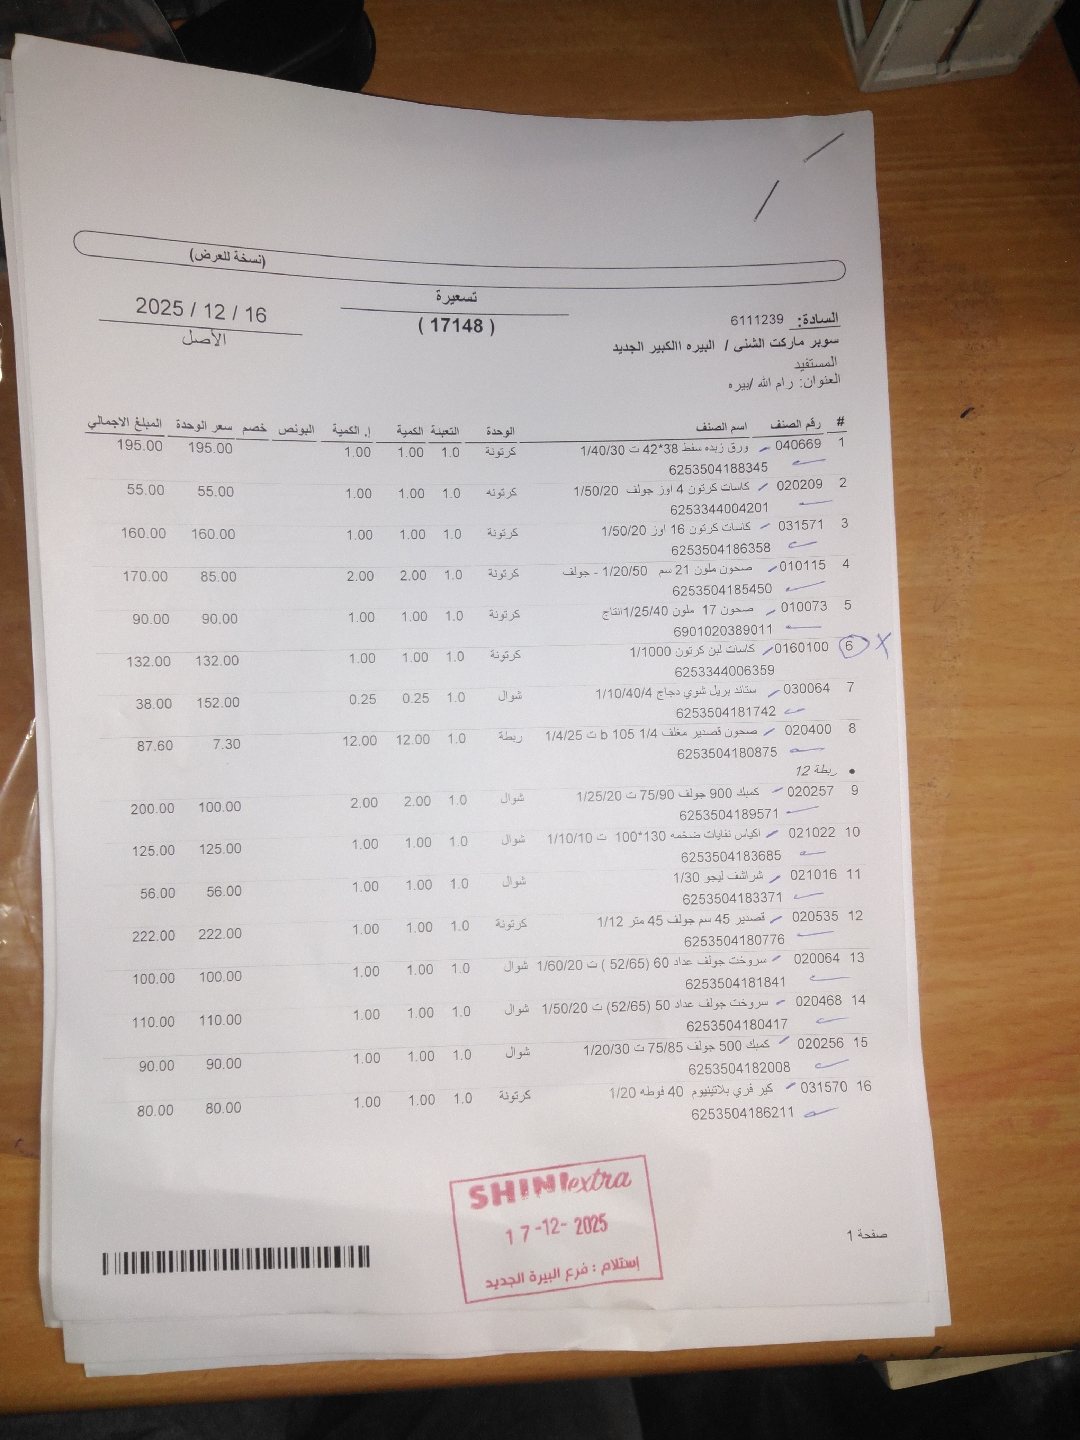 (نسخة للعرض)
تسعيرة
( 17148 )
2025 / 12 / 16
الأصل
السادة: 6111239
سوبر ماركت الشنى / البيره االكبير الجديد
المستفيد
العنوان: رام الله /بيره
# رقم الصنف اسم الصنف الوحدة التعبئة الكمية إ. الكمية البونص خصم سعر الوحدة المبلغ الاجمالي
1 040669 ورق زبده سفط 38*42 ت 1/40/30 كرتونة 1.0 1.00 1.00 195.00 195.00
6253504188345
2 020209 كاسات كرتون 4 اوز جولف 1/50/20 كرتونه 1.0 1.00 1.00 55.00 55.00
6253344004201
3 031571 كاسات كرتون 16 اوز 1/50/20 كرتونة 1.0 1.00 1.00 160.00 160.00
6253504186358
4 010115 صحون ملون 21 سم 1/20/50 - جولف كرتونة 1.0 2.00 2.00 85.00 170.00
6253504185450
5 010073 صحون 17 ملون 1/25/40انتاج كرتونة 1.0 1.00 1.00 90.00 90.00
6901020389011
6 0160100 كاسات لبن كرتون 1/1000 كرتونة 1.0 1.00 1.00 132.00 132.00
X
6253344006359
7 030064 ستاند بريل شوي دجاج 1/10/40/4 شوال 1.0 0.25 0.25 152.00 38.00
6253504181742
8 020400 صحون قصدير مغلف 1/4 b 105 ت 1/4/25 ربطة 1.0 12.00 12.00 7.30 87.60
6253504180875
• ربطة 12
9 020257 كمبك 900 جولف 75/90 ت 1/25/20 شوال 1.0 2.00 2.00 100.00 200.00
6253504189571
10 021022 اكياس نفايات ضخمه 130*100 ت 1/10/10 شوال 1.0 1.00 1.00 125.00 125.00
6253504183685
11 021016 شراشف ليجو 1/30 شوال 1.0 1.00 1.00 56.00 56.00
6253504183371
12 020535 قصدير 45 سم جولف 45 متر 1/12 كرتونة 1.0 1.00 1.00 222.00 222.00
6253504180776
13 020064 سروخت جولف عداد 60 (52/65 ) ت 1/60/20 شوال 1.0 1.00 1.00 100.00 100.00
6253504181841
14 020468 سروخت جولف عداد 50 (52/65) ت 1/50/20 شوال 1.0 1.00 1.00 110.00 110.00
6253504180417
15 020256 كمبك 500 جولف 75/85 ت 1/20/30 شوال 1.0 1.00 1.00 90.00 90.00
6253504182008
16 031570 كير فري بلاتينيوم 40 فوطه 1/20 كرتونة 1.0 1.00 1.00 80.00 80.00
6253504186211
SHINI extra
17-12-2025
إستلام : فرع البيرة الجديد
صفحة 1